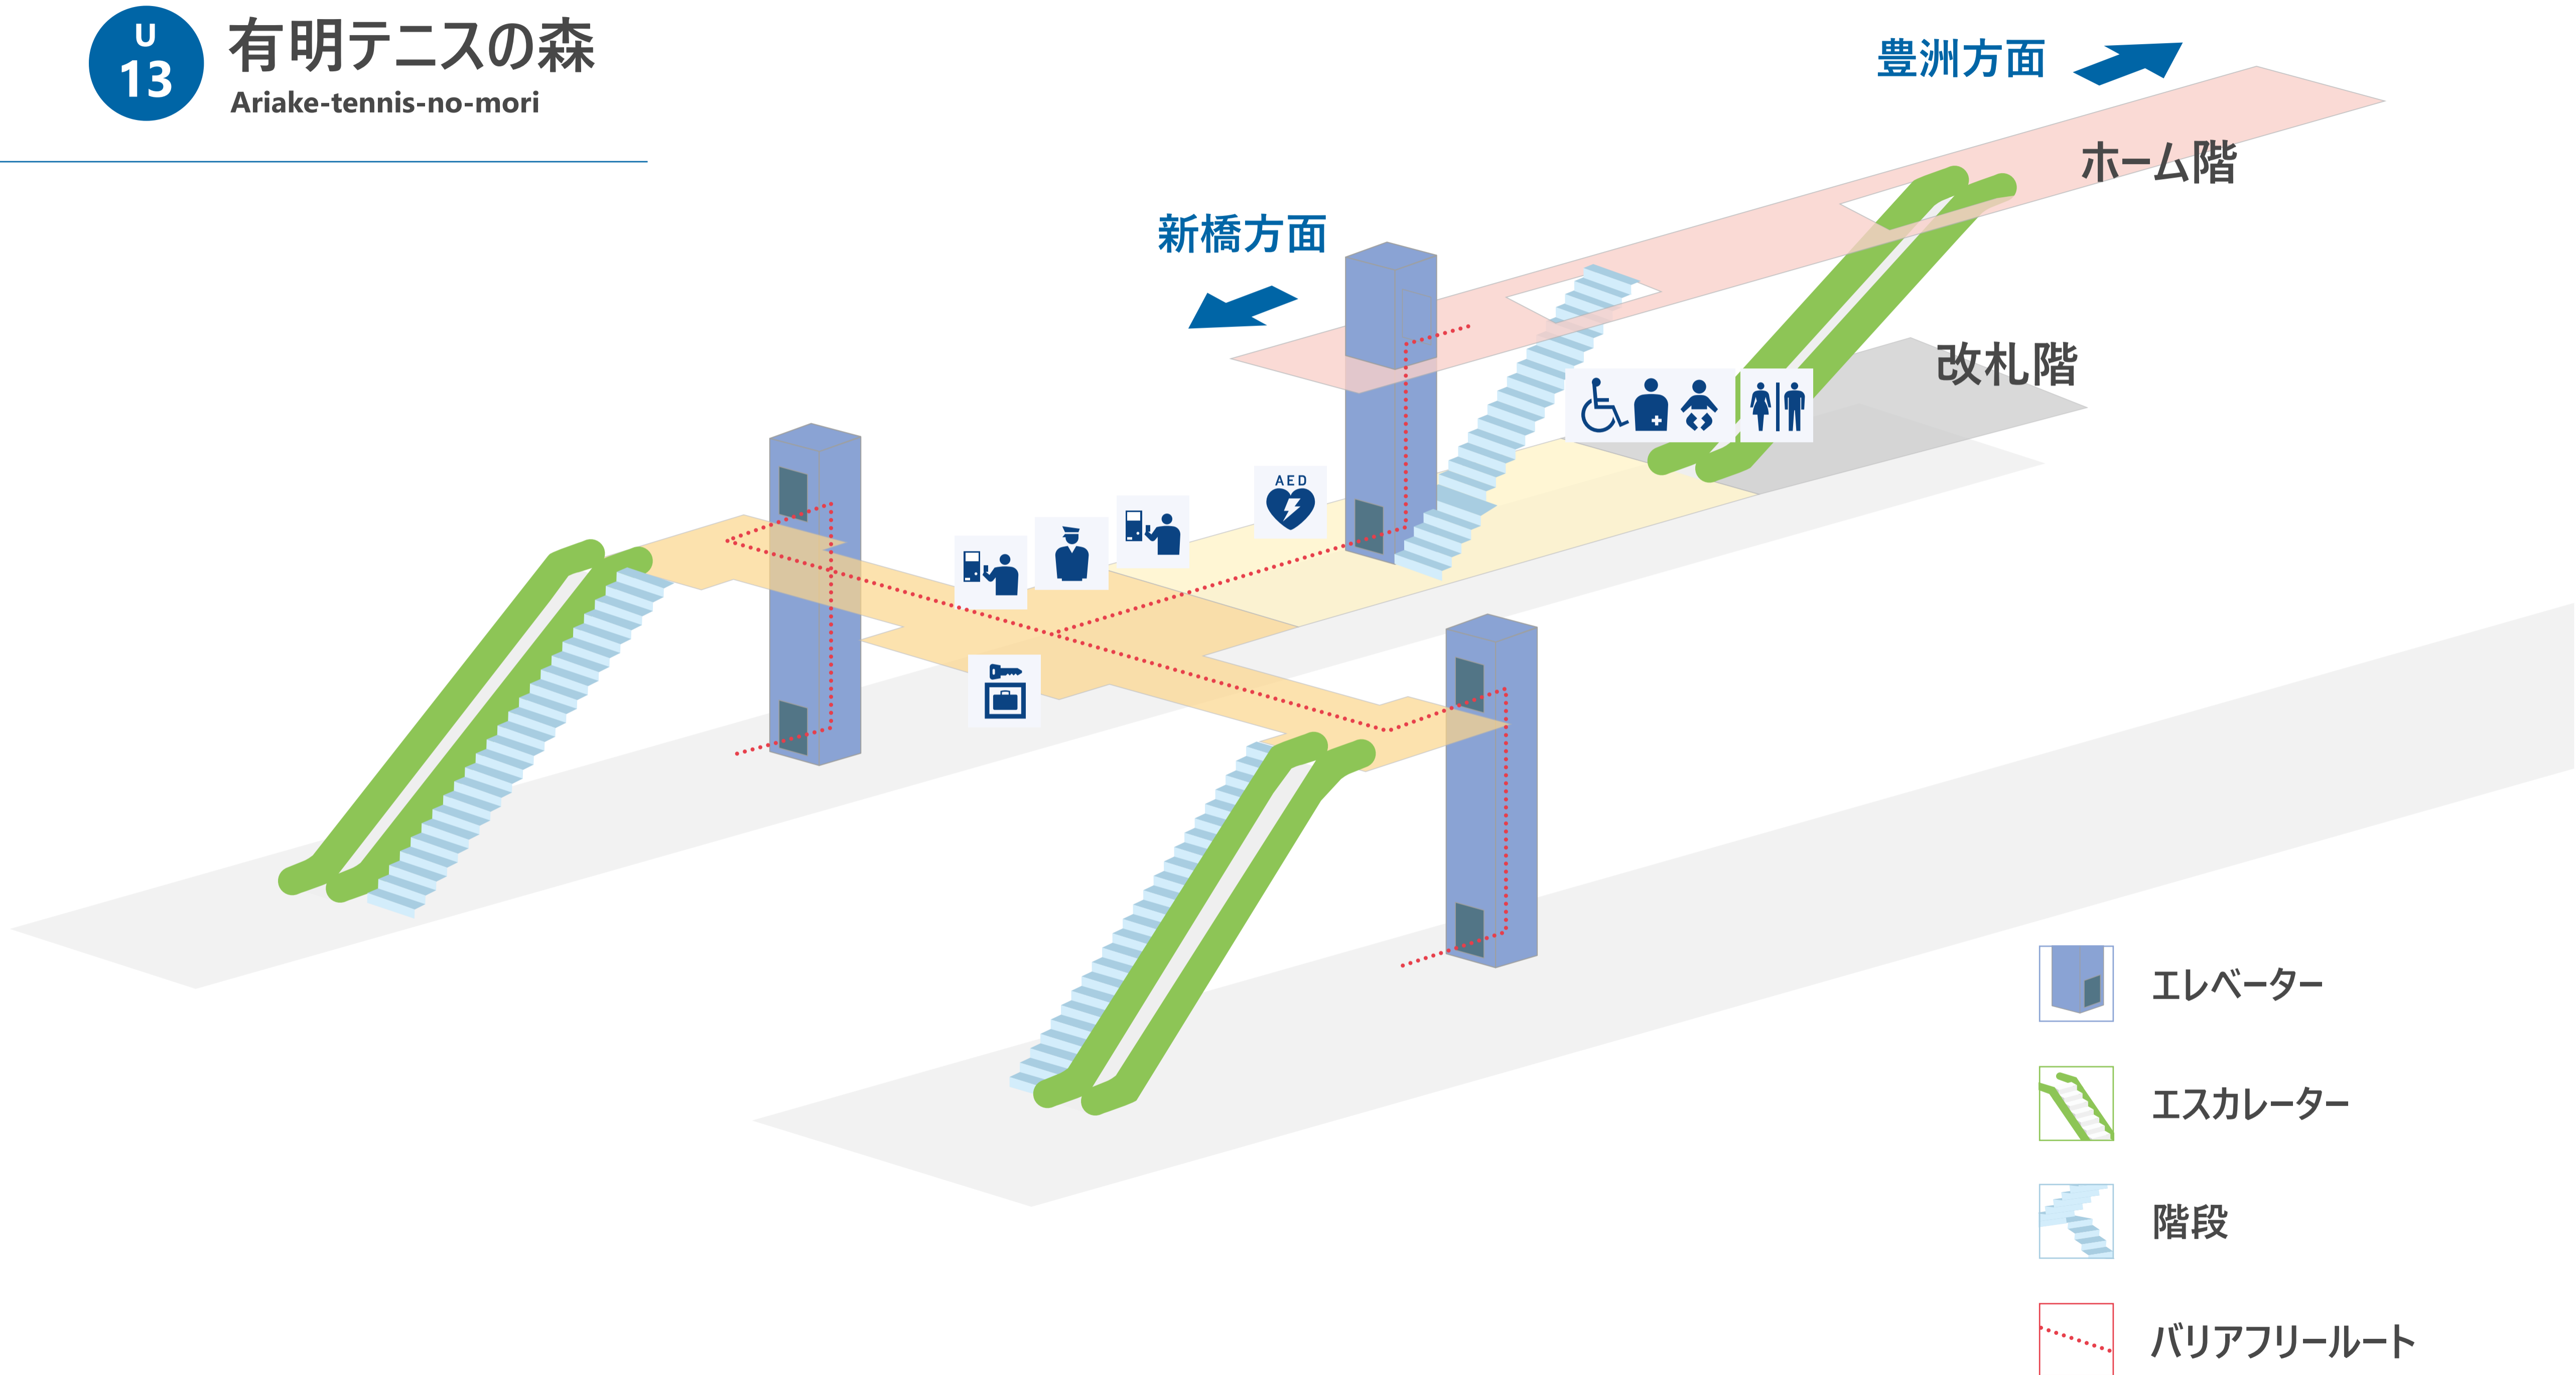 U
13
有明テニスの森
Ariake-tennis-no-mori
豊洲方面
ホーム階
新橋方面
改札階
AED
エレベーター
エスカレーター
階段
バリアフリールート